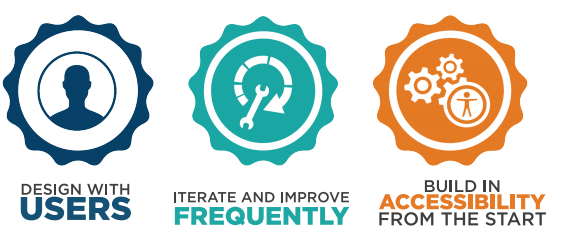 DESIGN WITH
USERS
ITERATE AND IMPROVE
FREQUENTLY
BUILD IN
ACCESSIBILITY
FROM THE START